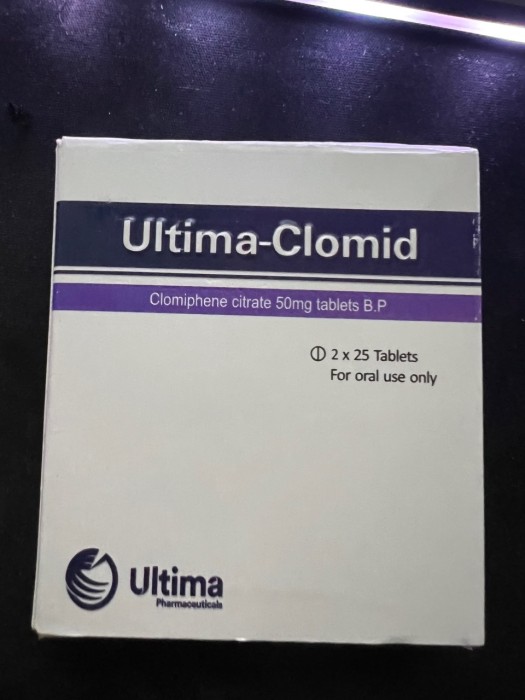 Ultima-Clomid
Clomiphene citrate 50mg tablets B.P
2 x 25 Tablets
For oral use only
Ultima
Pharmaceuticals